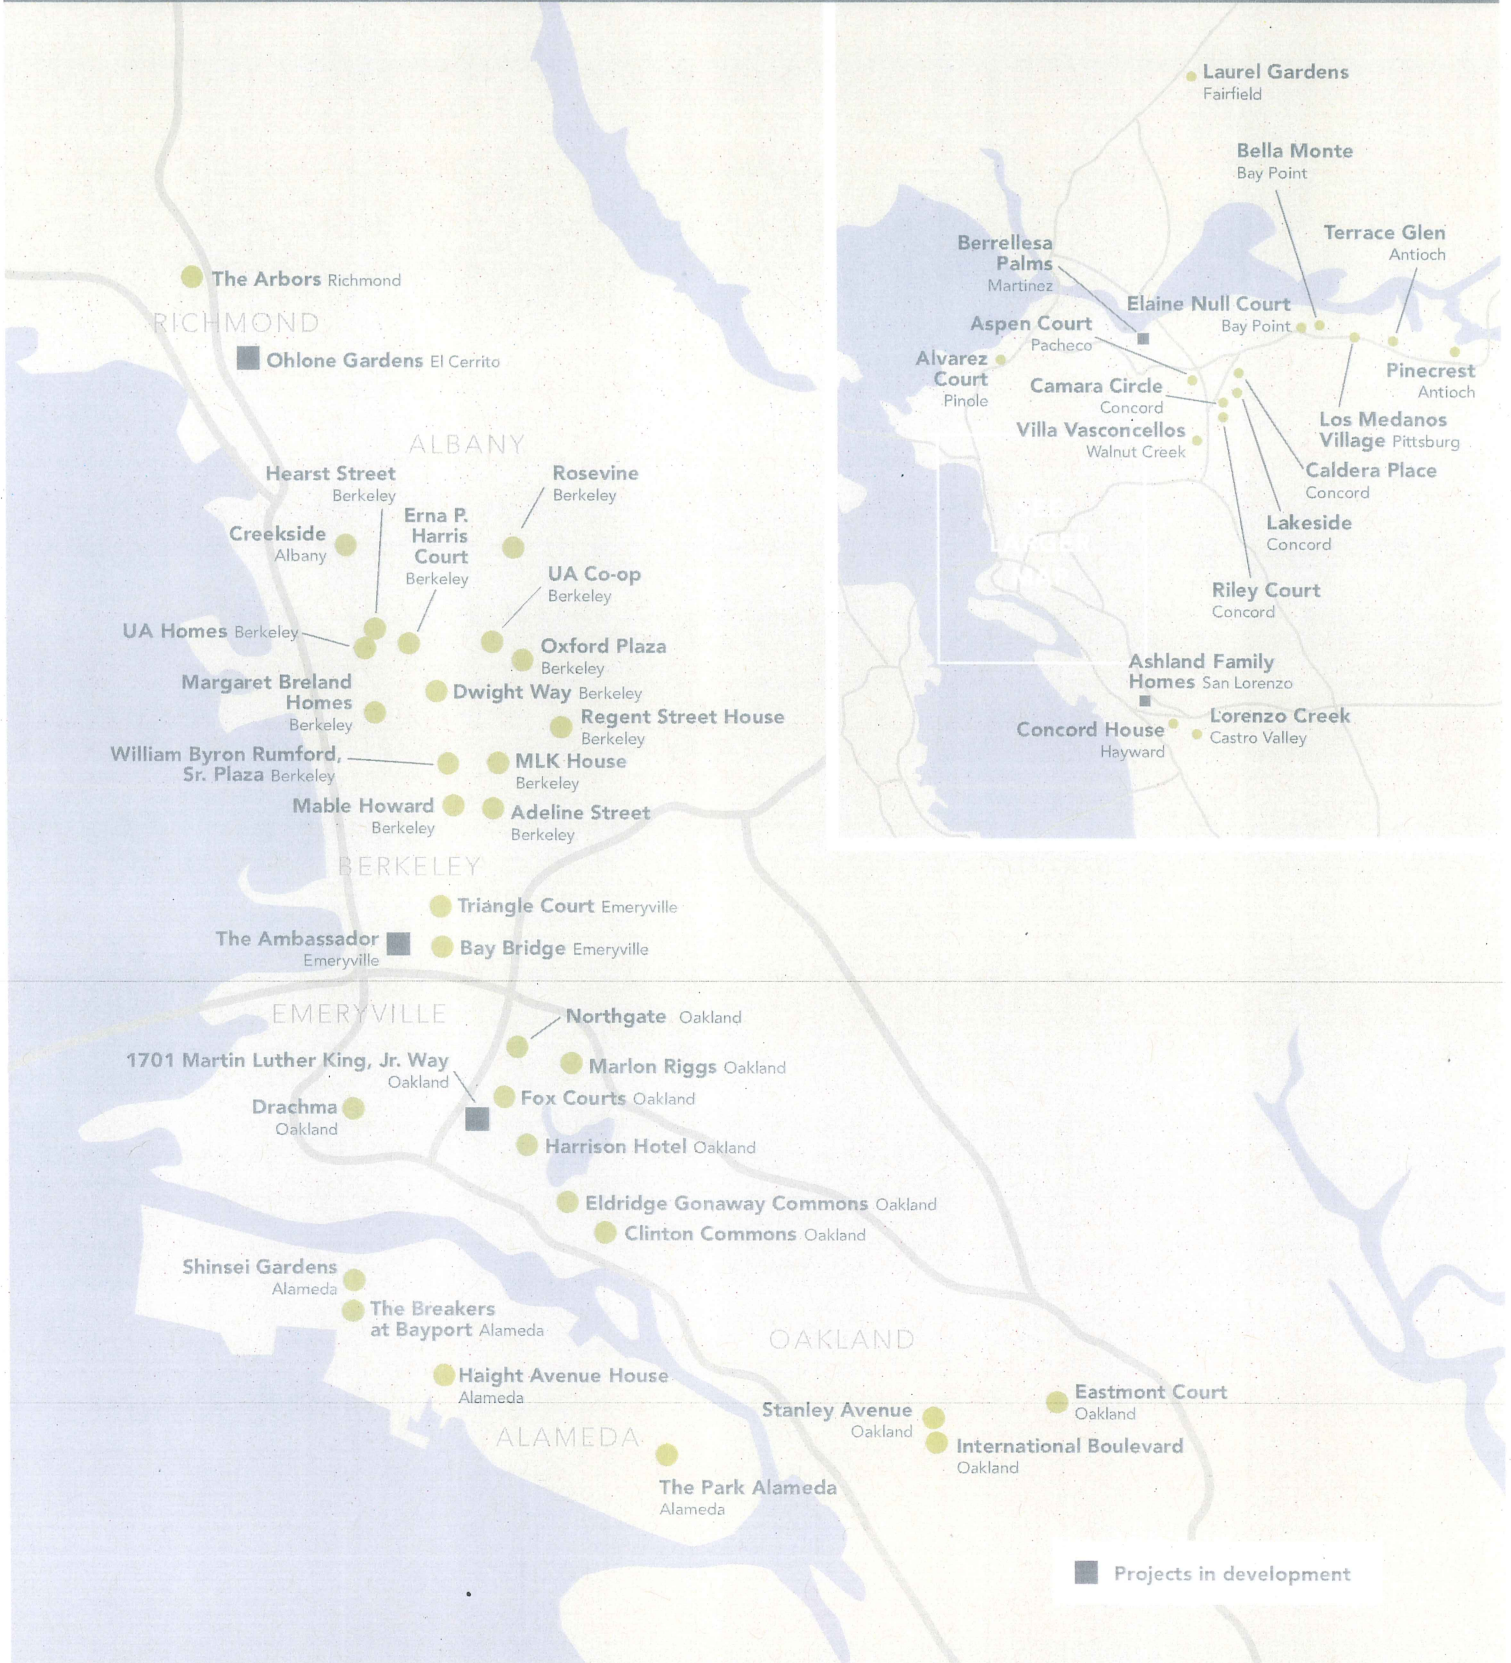 The Arbors Richmond
RICHMOND
Ohlone Gardens El Cerrito
ALBANY
Hearst Street
Berkeley
Rosevine
Berkeley
Erna P.
Harris
Court
Berkeley
Creekside
Albany
UA Co-op
Berkeley
UA Homes Berkeley
Oxford Plaza
Berkeley
Margaret Breland
Homes
Berkeley
Dwight Way Berkeley
Regent Street House
Berkeley
William Byron Rumford,
Sr. Plaza Berkeley
MLK House
Berkeley
Mable Howard
Berkeley
Adeline Street
Berkeley
BERKELEY
Triangle Court Emeryville
The Ambassador
Emeryville
Bay Bridge Emeryville
EMERYVILLE
Northgate Oakland
1701 Martin Luther King, Jr. Way
Oakland
Marlon Riggs Oakland
Fox Courts Oakland
Drachma
Oakland
Harrison Hotel Oakland
Eldridge Gonaway Commons Oakland
Clinton Commons Oakland
Shinsei Gardens
Alameda
The Breakers
at Bayport Alameda
OAKLAND
Haight Avenue House
Alameda
Stanley Avenue
Oakland
Eastmont Court
Oakland
ALAMEDA
International Boulevard
Oakland
The Park Alameda
Alameda
Projects in development
Laurel Gardens
Fairfield
Bella Monte
Bay Point
Terrace Glen
Antioch
Berrellesa
Palms
Martinez
Elaine Null Court
Bay Point
Aspen Court
Pacheco
Alvarez
Court
Pinole
Camara Circle
Concord
Pinecrest
Antioch
Villa Vasconcellos
Walnut Creek
Los Medanos
Village Pittsburg
Caldera Place
Concord
Lakeside
Concord
Riley Court
Concord
Ashland Family
Homes San Lorenzo
Concord House
Hayward
Lorenzo Creek
Castro Valley